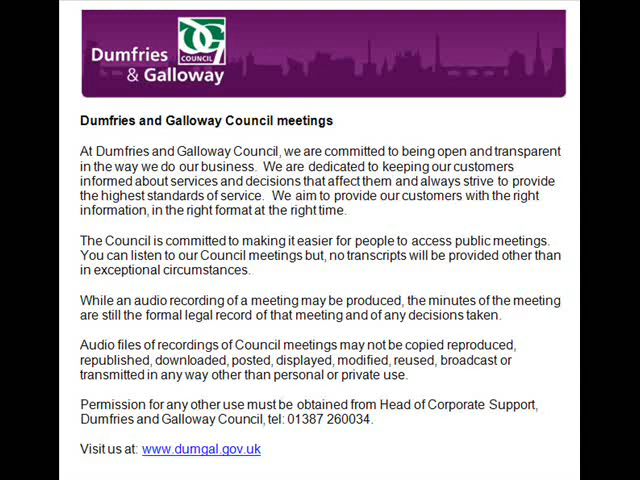 Dumfries
COUNCIL
& Galloway
Dumfries and Galloway Council meetings
At Dumfries and Galloway Council, we are committed to being open and transparent
in the way we do our business.  We are dedicated to keeping our customers
informed about services and decisions that affect them and always strive to provide
the highest standards of service.  We aim to provide our customers with the right
information, in the right format at the right time.
The Council is committed to making it easier for people to access public meetings.
You can listen to our Council meetings but, no transcripts will be provided other than
in exceptional circumstances.
While an audio recording of a meeting may be produced, the minutes of the meeting
are still the formal legal record of that meeting and of any decisions taken.
Audio files of recordings of Council meetings may not be copied reproduced,
republished, downloaded, posted, displayed, modified, reused, broadcast or
transmitted in any way other than personal or private use.
Permission for any other use must be obtained from Head of Corporate Support,
Dumfries and Galloway Council, tel: 01387 260034.
Visit us at: www.dumgal.gov.uk